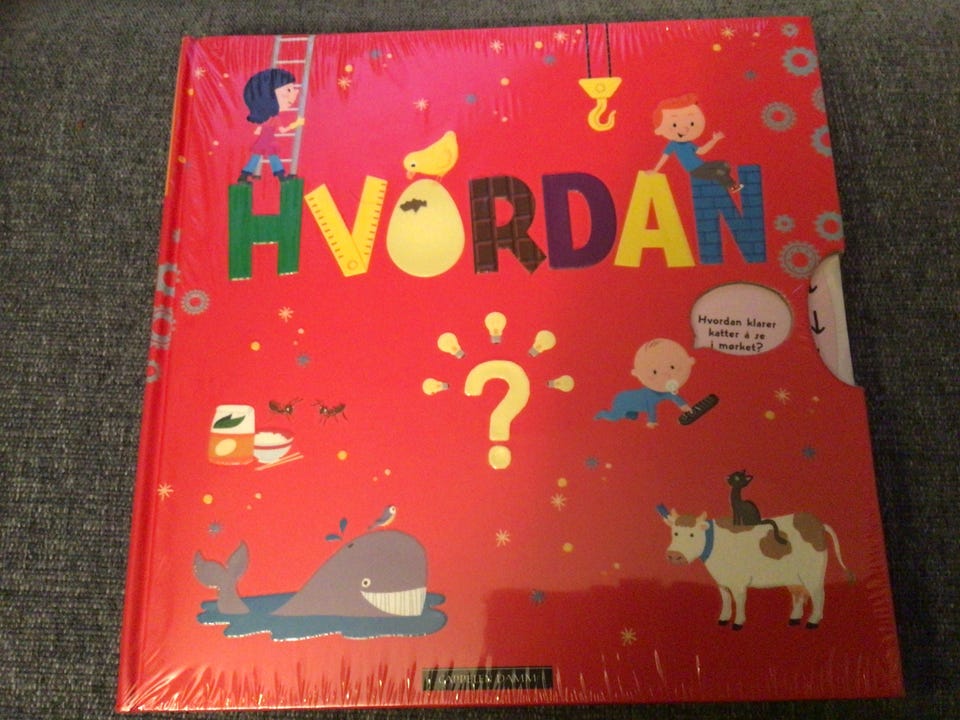 HVORDAN
?
Hvordan klarer
katter å se
i mørket?
CAPPELEN DAMM